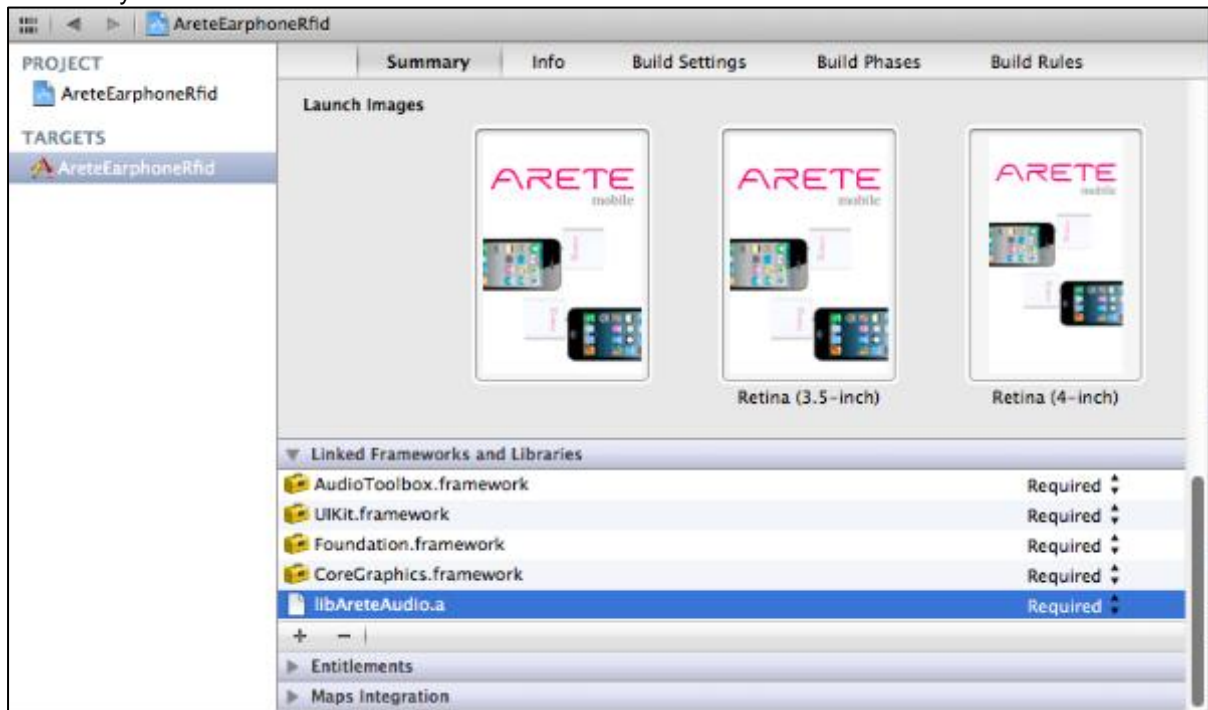 AreteEarphoneRfid
PROJECT
AreteEarphoneRfid
TARGETS
AreteEarphoneRfid
Summary Info Build Settings Build Phases Build Rules
Launch Images
ARETE
mobile
ARETE
mobile
ARETE
mobile
Retina (3.5-inch)
Retina (4-inch)
Linked Frameworks and Libraries
AudioToolbox.framework Required
UIKit.framework Required
Foundation.framework Required
CoreGraphics.framework Required
libAreteAudio.a Required
+ -
Entitlements
Maps Integration